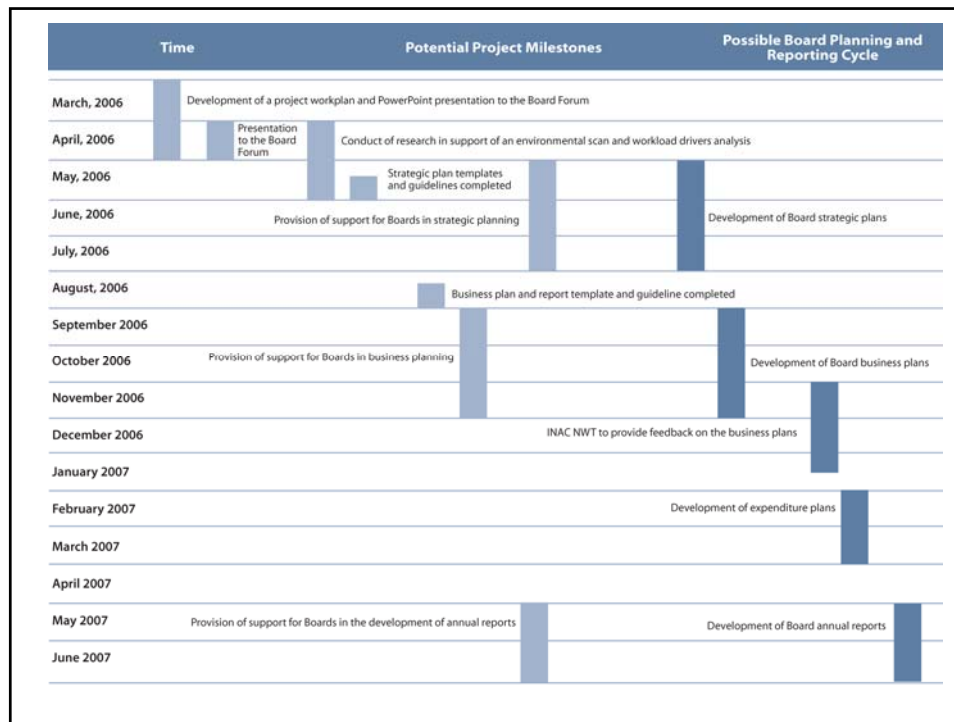 Time
Potential Project Milestones
Possible Board Planning and
Reporting Cycle
March, 2006
Development of a project workplan and PowerPoint presentation to the Board Forum
April, 2006
Presentation
to the Board
Forum
Conduct of research in support of an environmental scan and workload drivers analysis
May, 2006
Strategic plan templates
and guidelines completed
June, 2006
Provision of support for Boards in strategic planning
Development of Board strategic plans
July, 2006
August, 2006
Business plan and report template and guideline completed
September 2006
October 2006
Provision of support for Boards in business planning
Development of Board business plans
November 2006
December 2006
INAC NWT to provide feedback on the business plans
January 2007
February 2007
Development of expenditure plans
March 2007
April 2007
May 2007
Provision of support for Boards in the development of annual reports
Development of Board annual reports
June 2007